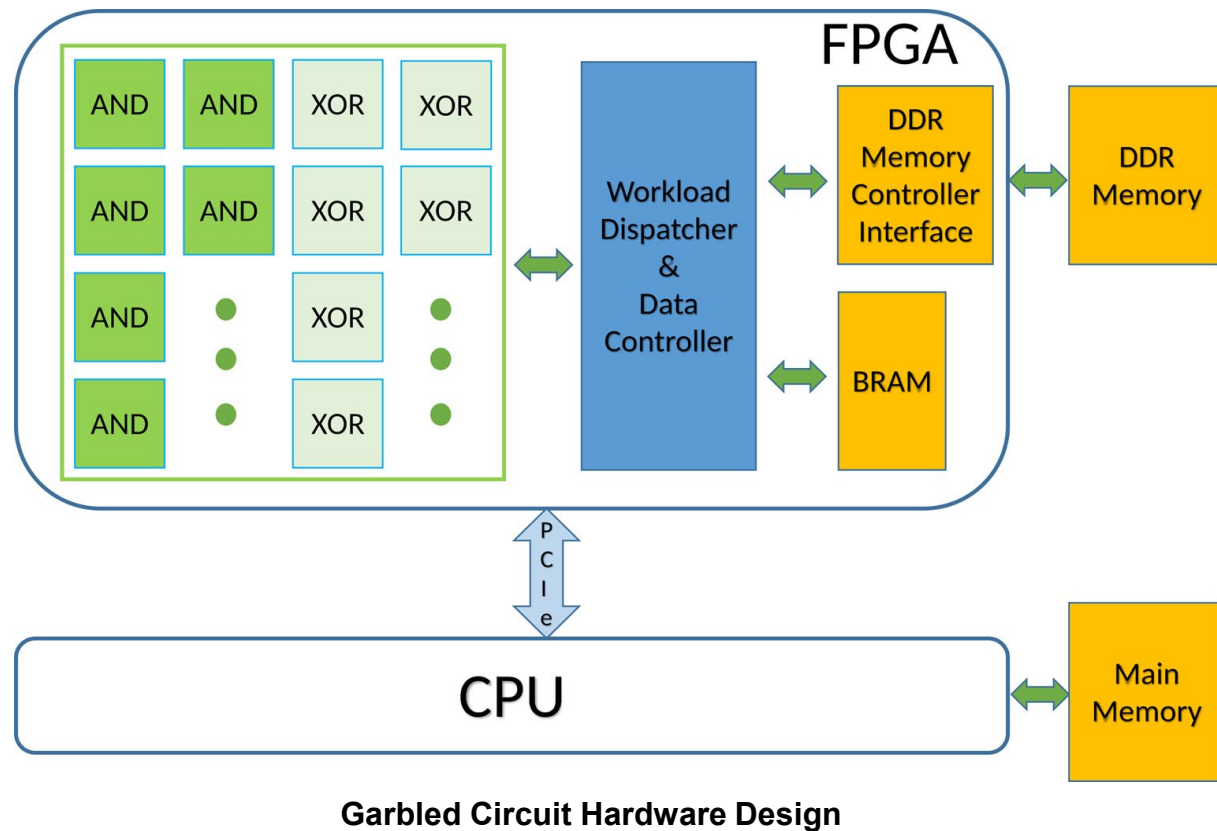 FPGA
AND AND XOR XOR
AND AND XOR XOR
AND XOR
AND XOR
Workload
Dispatcher
&
Data
Controller
DDR
Memory
Controller
Interface
BRAM
DDR
Memory
PCIe
CPU
Main
Memory
Garbled Circuit Hardware Design